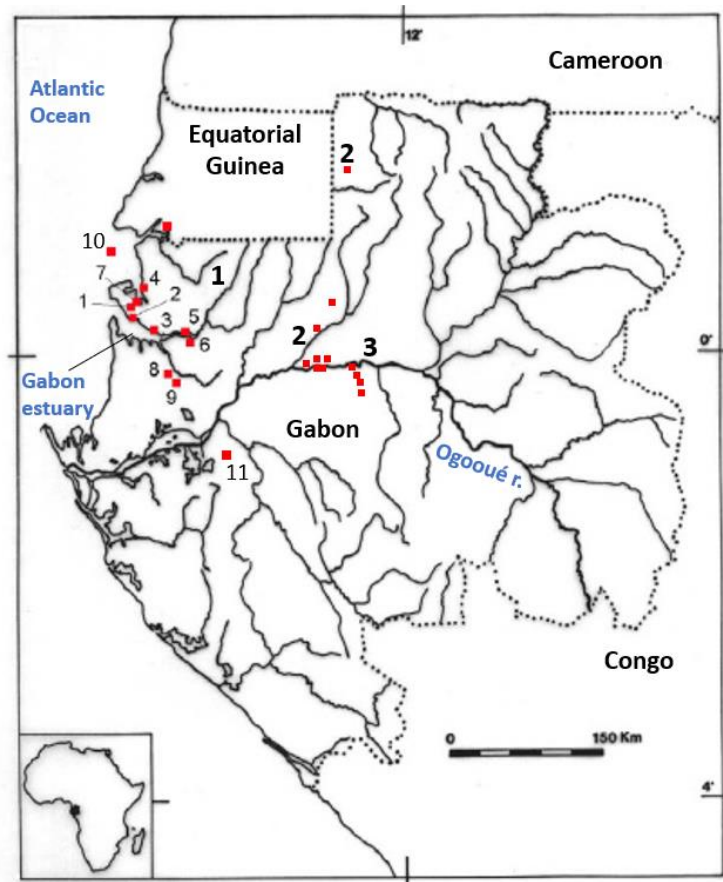 12'
Cameroon
Atlantic
Ocean
Equatorial
Guinea
2
10
1
7
4
1
2
3
5
6
2
3
0'
Gabon
estuary
8
9
Gabon
Ogooué r.
11
Congo
0
150 Km
4'